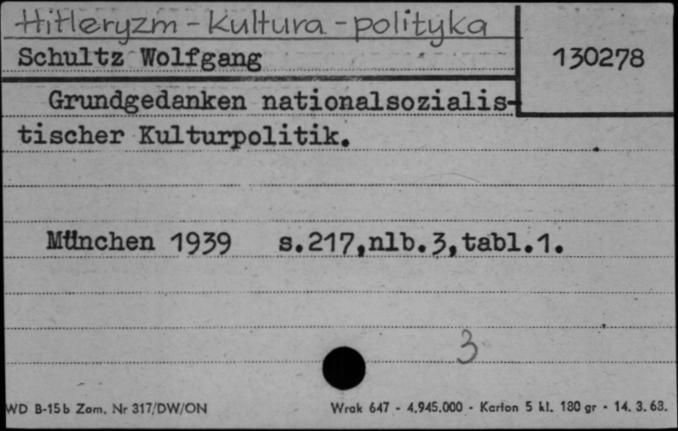 Hitleryzm - Kultura - polityka
Schultz Wolfgang
130278
Grundgedanken nationalsozialis-
tischer Kulturpolitik.
München 1939 s.217,nlb.3,tabl.1.
3
WD B-15b Zam. Nr 317/DW/ON
Wrak 647 - 4.945.000 - Karton 5 kl. 180 gr - 14. 3. 63.